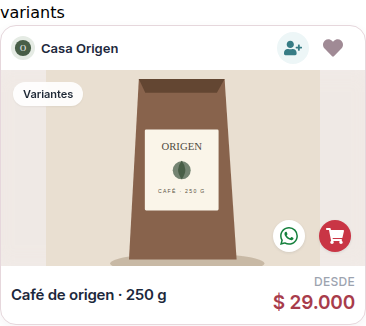 variants
O
Casa Origen
Variantes
ORIGEN
CAFÉ · 250 g
Café de origen · 250 g
DESDE
$ 29.000